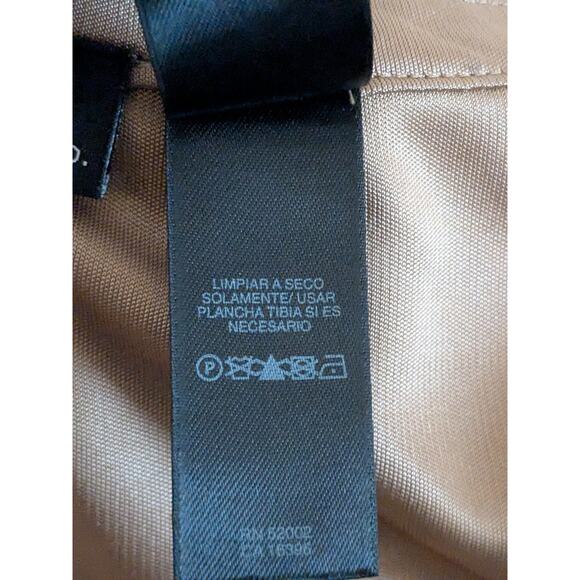 LIMPIAR A SECO
SOLAMENTE/ USAR
PLANCHA TIBIA SI ES
NECESARIO
P
RN 52002
CA 16396